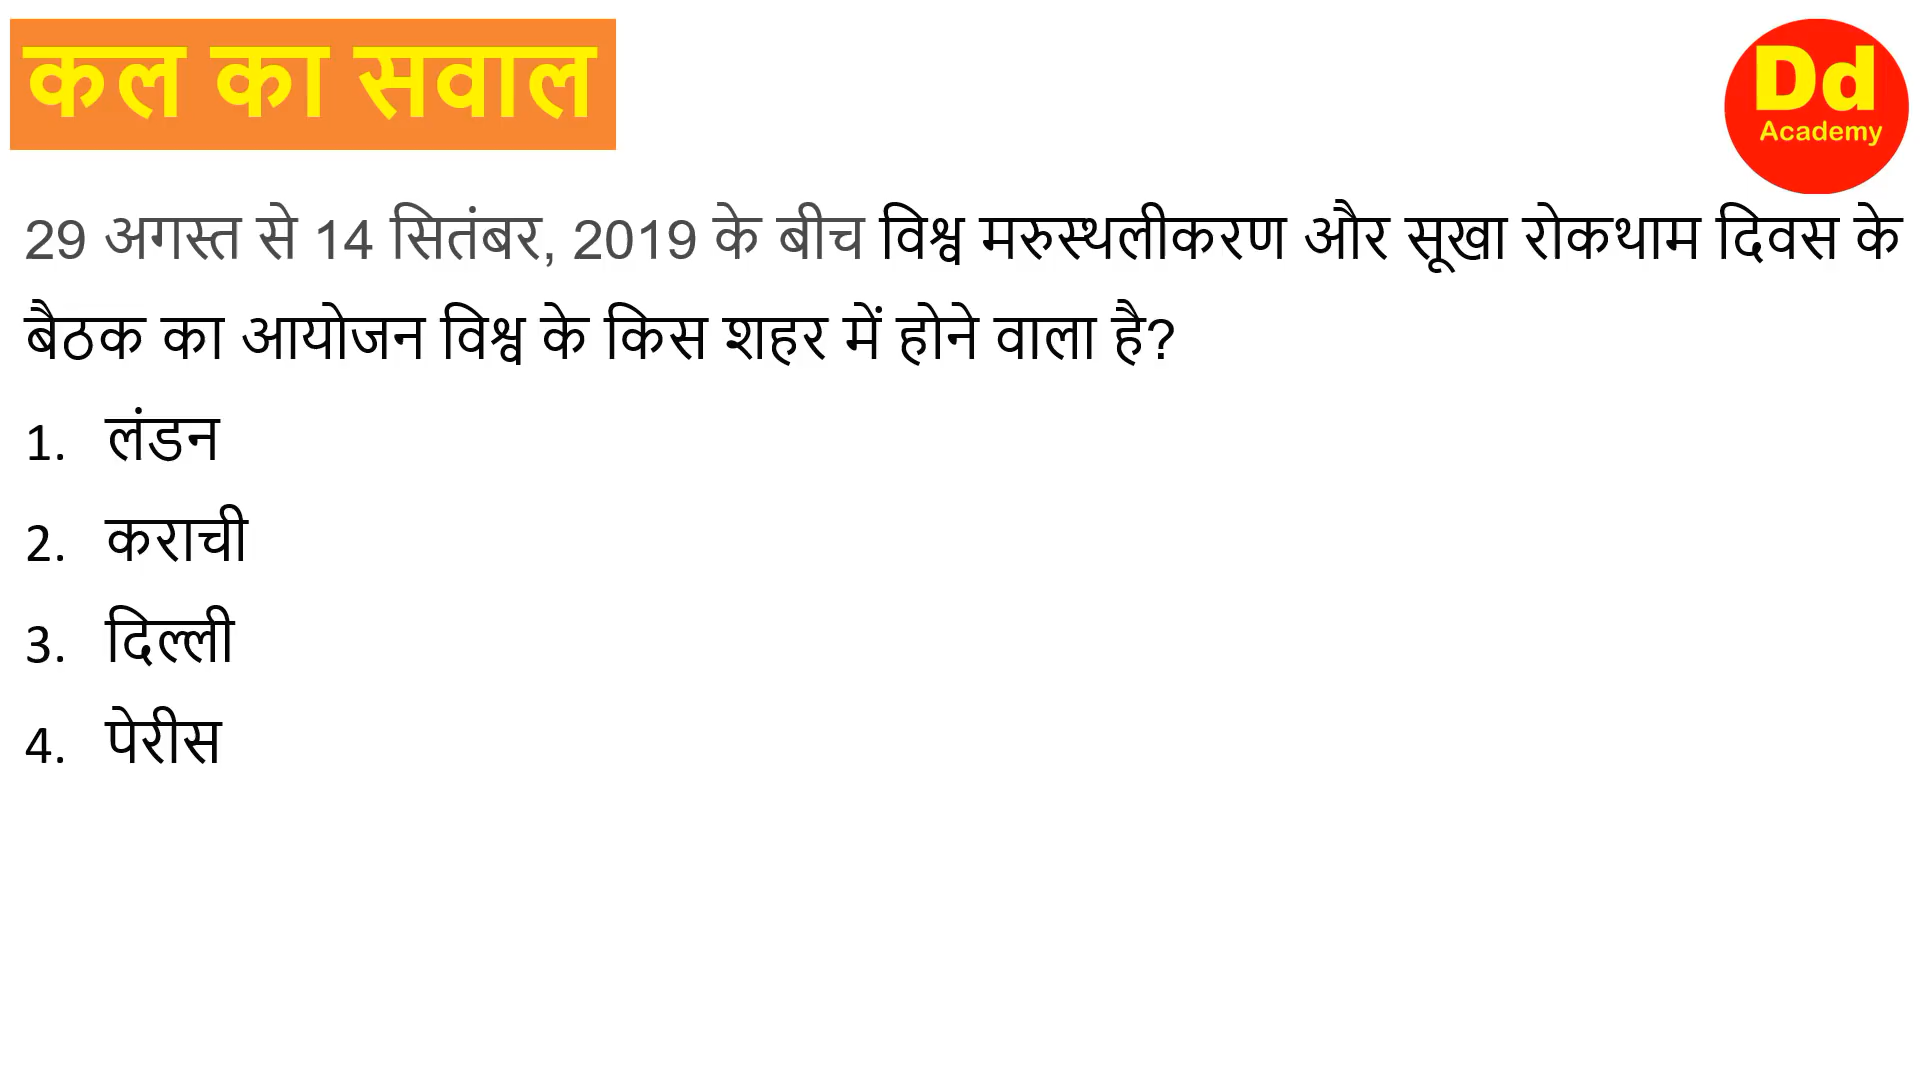 कल का सवाल
Dd
Academy
29 अगस्त से 14 सितंबर, 2019 के बीच विश्व मरुस्थलीकरण और सूखा रोकथाम दिवस के
बैठक का आयोजन विश्व के किस शहर में होने वाला है?
1. लंडन
2. कराची
3. दिल्ली
4. पेरीस